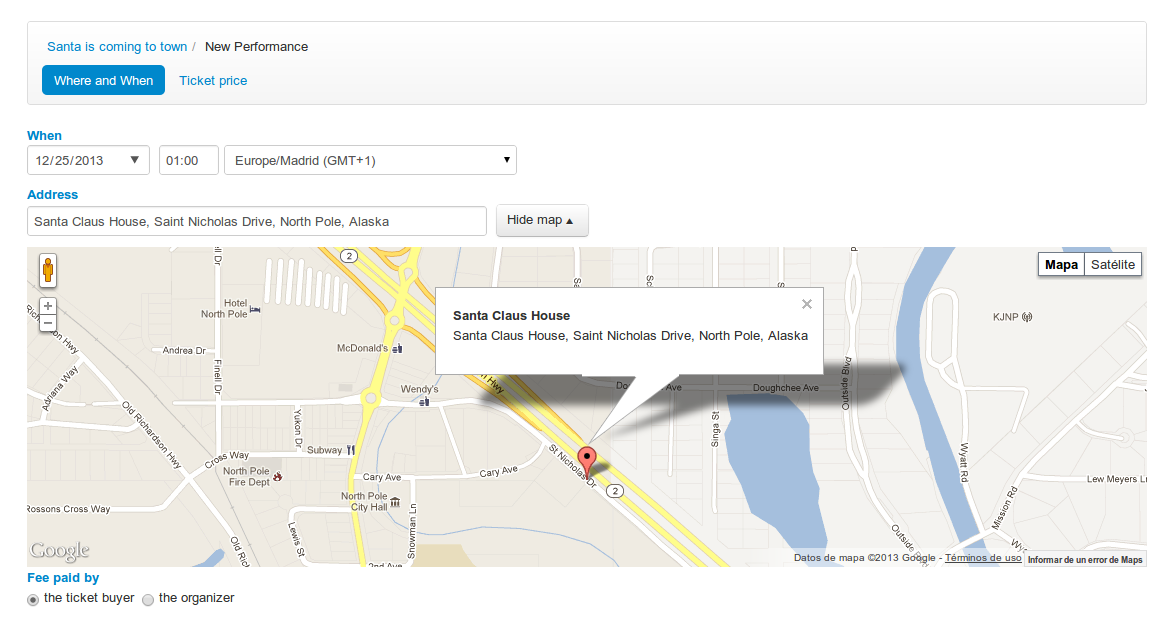 Santa is coming to town / New Performance
Where and When Ticket price
When
12/25/2013 01:00 Europe/Madrid (GMT+1)
Address
Santa Claus House, Saint Nicholas Drive, North Pole, Alaska Hide map
Mapa Satélite
2
Santa Claus House
Santa Claus House, Saint Nicholas Drive, North Pole, Alaska
Hotel
North Pole
KJNP
McDonald's
Andrea Dr
Finell Dr
Wendy's
Doughchee Ave
Ave
Outside Blvd
Adriana Way
Old Richardson Hwy
Yukon Dr
Singa St
Subway
Cross Way
St Nicholas Dr
Wyatt Rd
North Pole
Fire Dept
Cary Ave
Cary Ave
Lew Meyers
2
North Pole
City Hall
Mission Rd
Rossons Cross Way
Lewis St
Snowman Ln
Google
2nd Ave
Datos de mapa ©2013 Google - Términos de uso
Informar de un error de Maps
Fee paid by
the ticket buyer the organizer